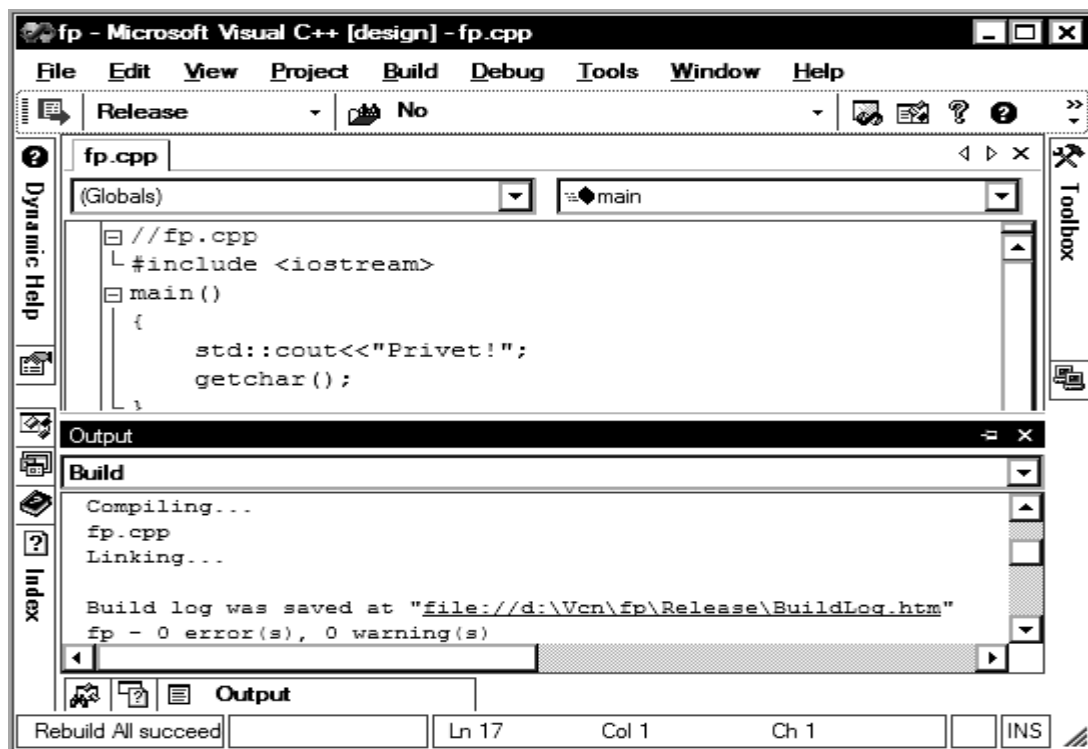 fp - Microsoft Visual C++ [design] - fp.cpp
File Edit View Project Build Debug Tools Window Help
Release No
Dynamic Help
Index
fp.cpp
(Globals) main
//fp.cpp
#include <iostream>
main()
{
std::cout<<"Privet!";
getchar();
}
Toolbox
Output
Build
Compiling...
fp.cpp
Linking...
Build log was saved at "file://d:\Vcn\fp\Release\BuildLog.htm"
fp - 0 error(s), 0 warning(s)
Output
Rebuild All succeed Ln 17 Col 1 Ch 1 INS